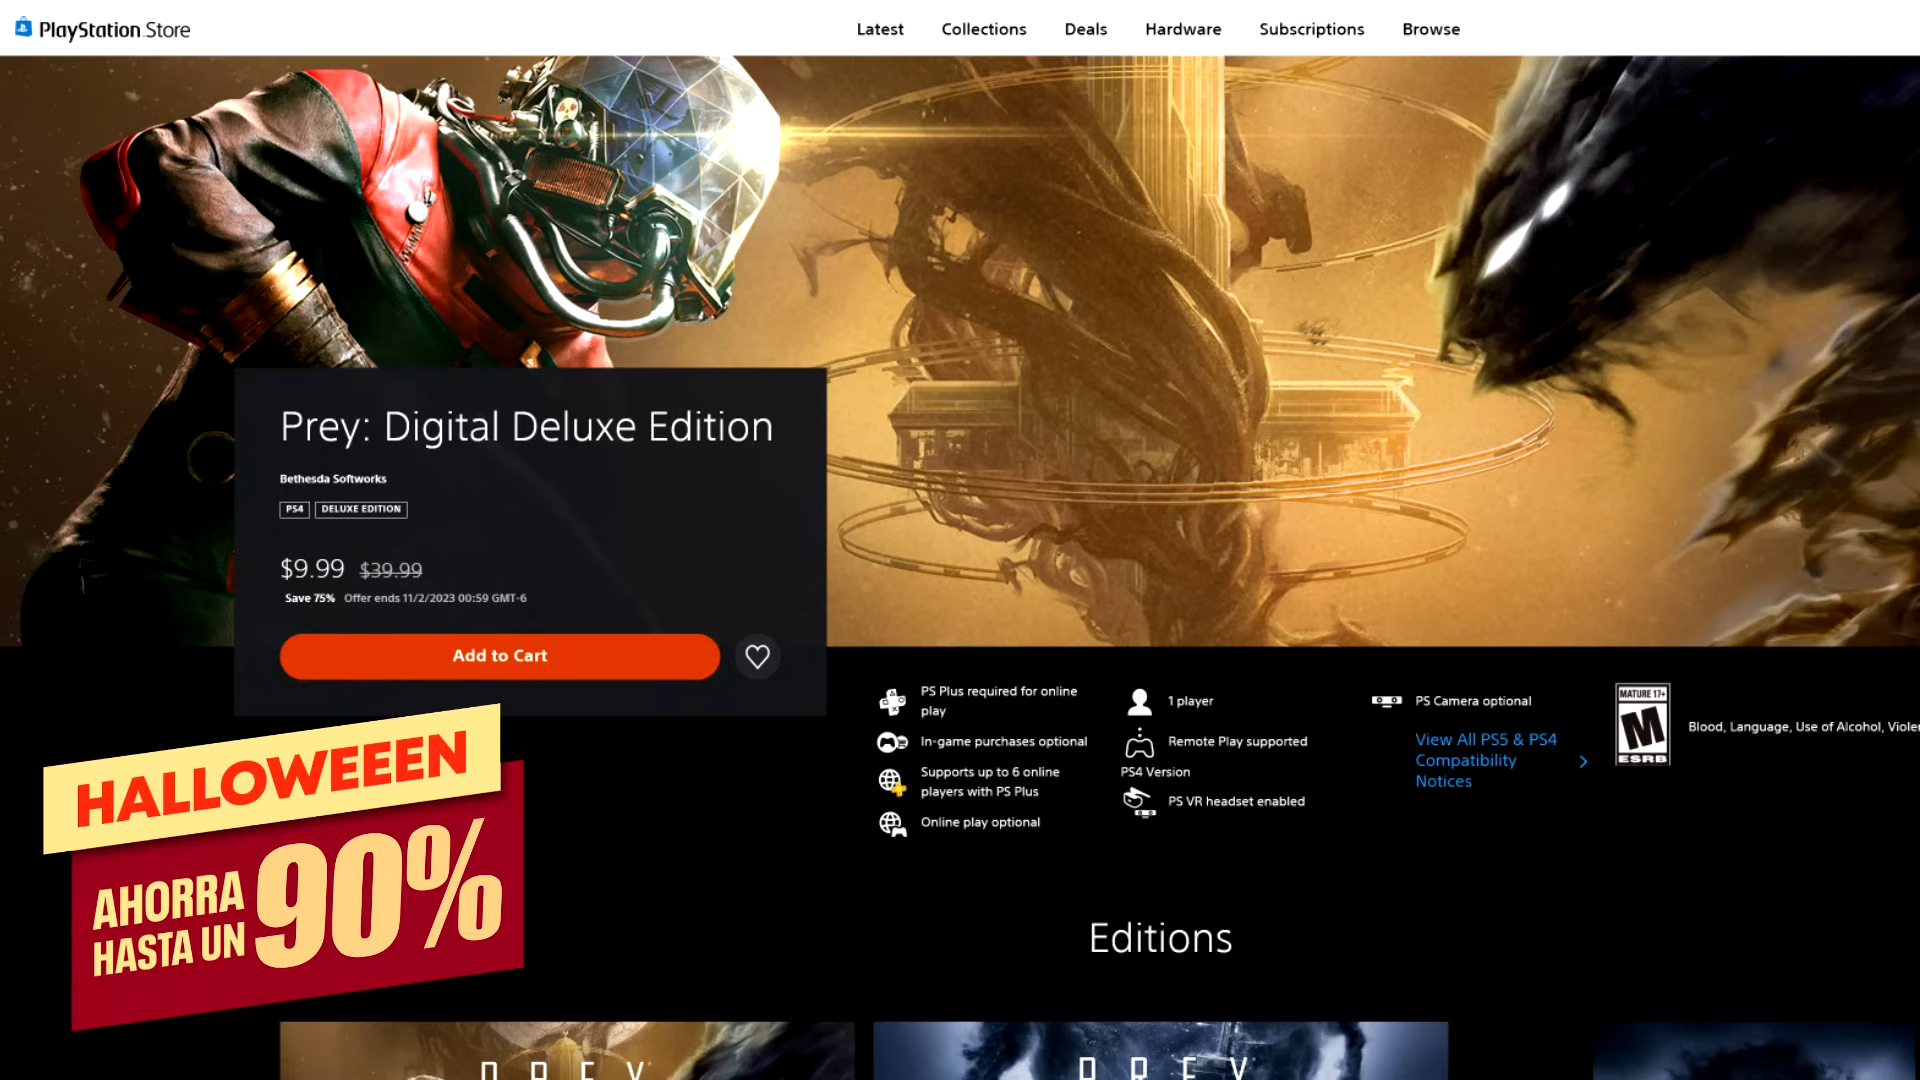 PlayStation Store
Latest
Collections
Deals
Hardware
Subscriptions
Browse
Prey: Digital Deluxe Edition
Bethesda Softworks
PS4
DELUXE EDITION
$9.99 $39.99
Save 75% Offer ends 11/2/2023 00:59 GMT-6
Add to Cart
PS Plus required for online
play
In-game purchases optional
Supports up to 6 online
players with PS Plus
Online play optional
1 player
Remote Play supported
PS4 Version
PS VR headset enabled
PS Camera optional
View All PS5 & PS4
Compatibility
Notices
MATURE 17+
M
ESRB
Blood, Language, Use of Alcohol,
HALLOWEEEN
AHORRA
HASTA UN
90%
Editions
PREY
PREY